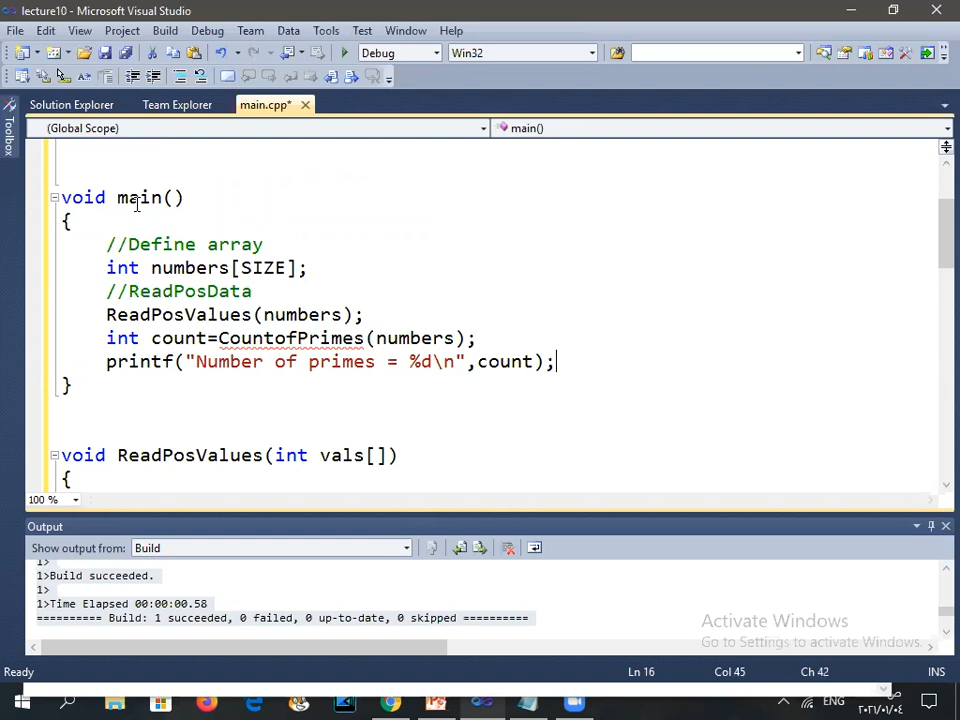 lecture10 - Microsoft Visual Studio
File Edit View Project Build Debug Team Data Tools Test Window Help
Debug Win32
Solution Explorer Team Explorer main.cpp*
(Global Scope) main()
Toolbox
void main()
{
//Define array
int numbers[SIZE];
//ReadPosData
ReadPosValues(numbers);
int count=CountofPrimes(numbers);
printf("Number of primes = %d\n",count);
}
void ReadPosValues(int vals[])
{
100 %
Output
Show output from: Build
1>
1>Build succeeded.
1>
1>Time Elapsed 00:00:00.58
========== Build: 1 succeeded, 0 failed, 0 up-to-date, 0 skipped ==========
Activate Windows
Go to Settings to activate Windows.
Ready Ln 16 Col 45 Ch 42 INS
ENG
٢٠٢١/٠١/٠٤